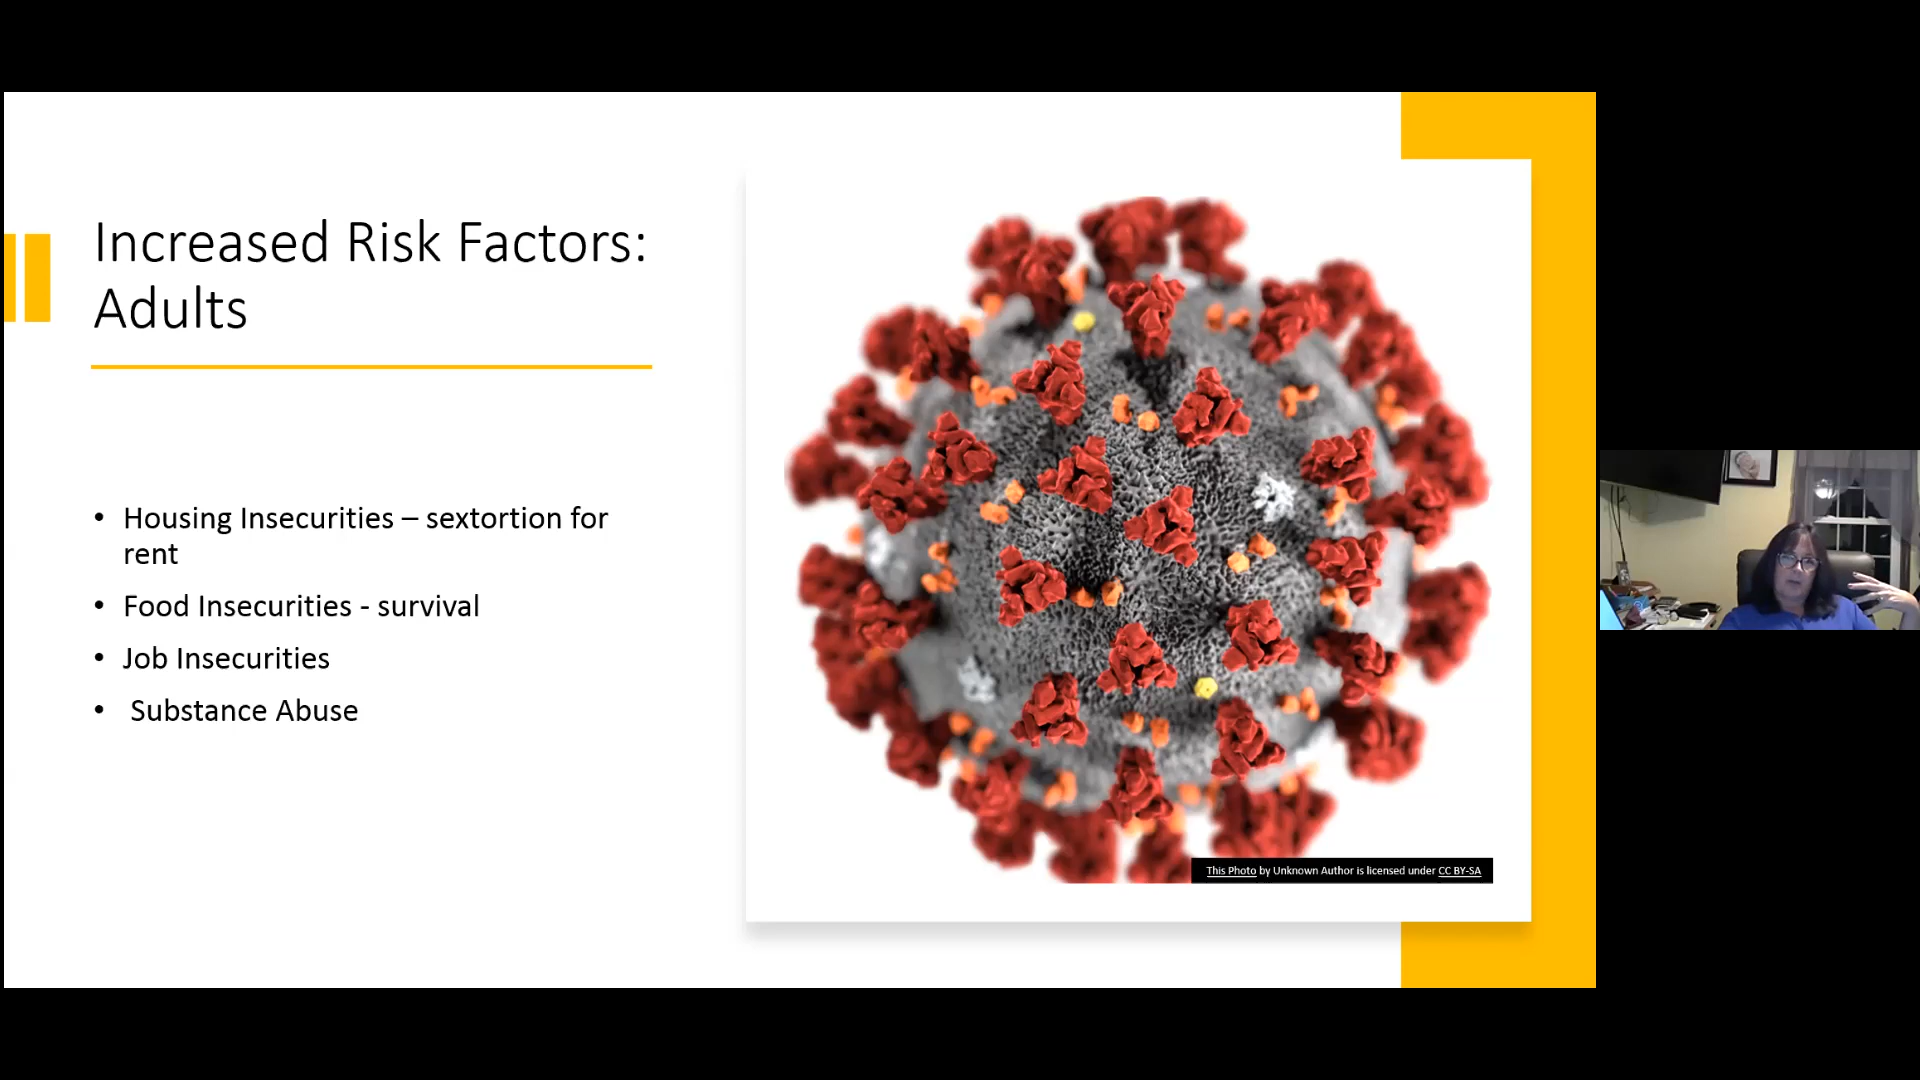 Increased Risk Factors:
Adults
• Housing Insecurities – sextortion for
rent
• Food Insecurities - survival
• Job Insecurities
• Substance Abuse
This Photo by Unknown Author is licensed under CC BY-SA